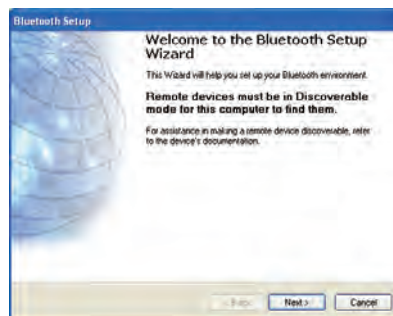 Bluetooth Setup
Welcome to the Bluetooth Setup
Wizard
This Wizard will help you set up your Bluetooth environment.
Remote devices must be in Discoverable
mode for this computer to find them.
For assistance in making a remote device discoverable, refer
to the device's documentation.
< Back
Next >
Cancel